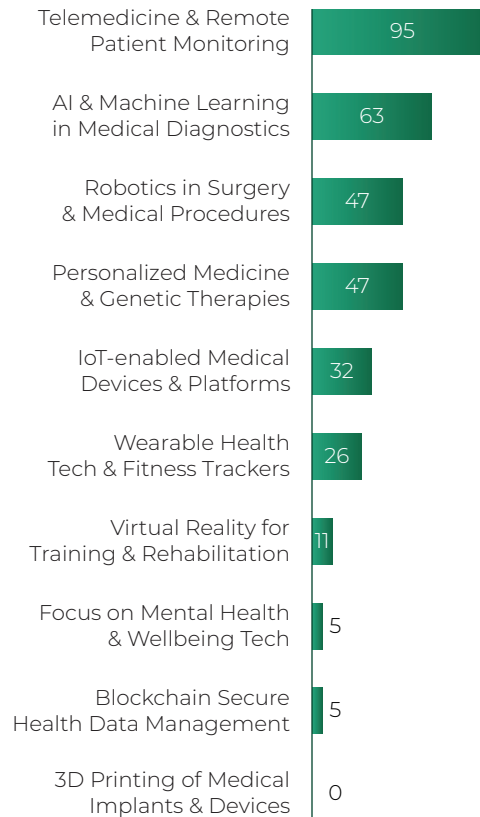 Telemedicine & Remote
Patient Monitoring
95
AI & Machine Learning
in Medical Diagnostics
63
Robotics in Surgery
& Medical Procedures
47
Personalized Medicine
& Genetic Therapies
47
IoT-enabled Medical
Devices & Platforms
32
Wearable Health
Tech & Fitness Trackers
26
Virtual Reality for
Training & Rehabilitation
11
Focus on Mental Health
& Wellbeing Tech
5
Blockchain Secure
Health Data Management
5
3D Printing of Medical
Implants & Devices
0